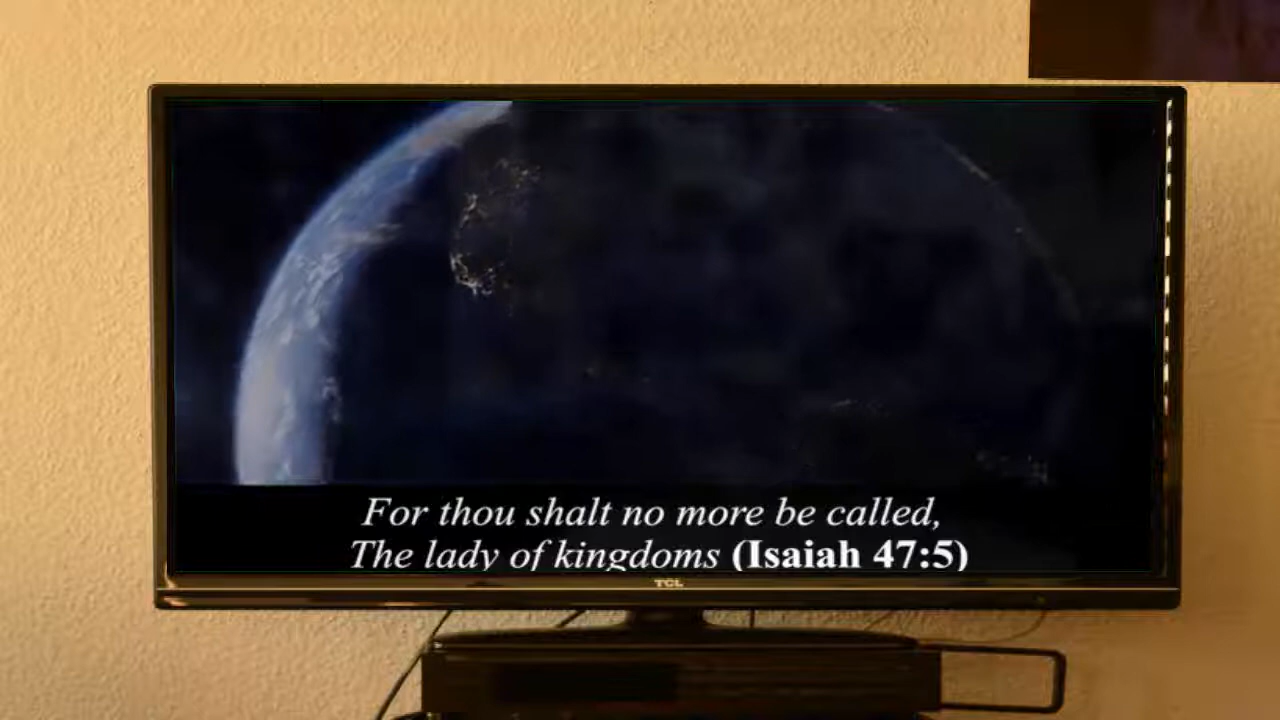 For thou shalt no more be called,
The lady of kingdoms (Isaiah 47:5)
TCL